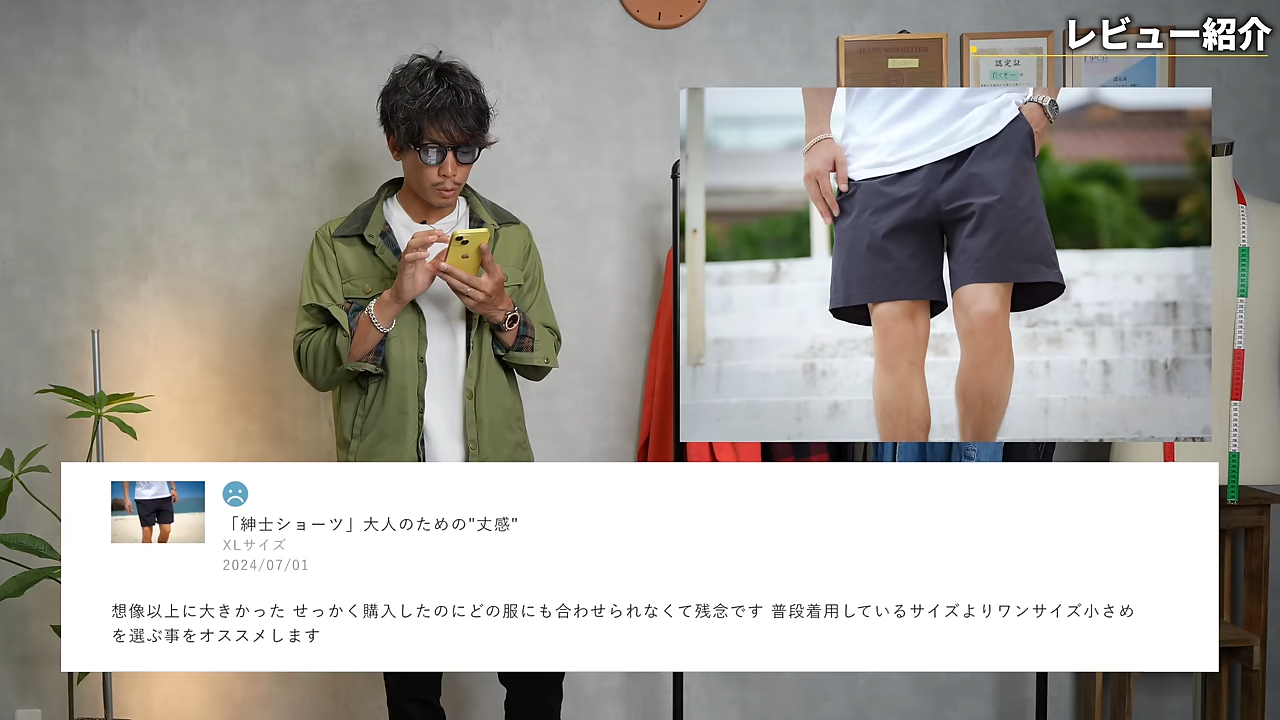 レビュー紹介
認定証
「紳士ショーツ」大人のための"丈感"
XLサイズ
2024/07/01
想像以上に大きかった せっかく購入したのにどの服にも合わせられなくて残念です 普段着用しているサイズよりワンサイズ小さめ
を選ぶ事をオススメします